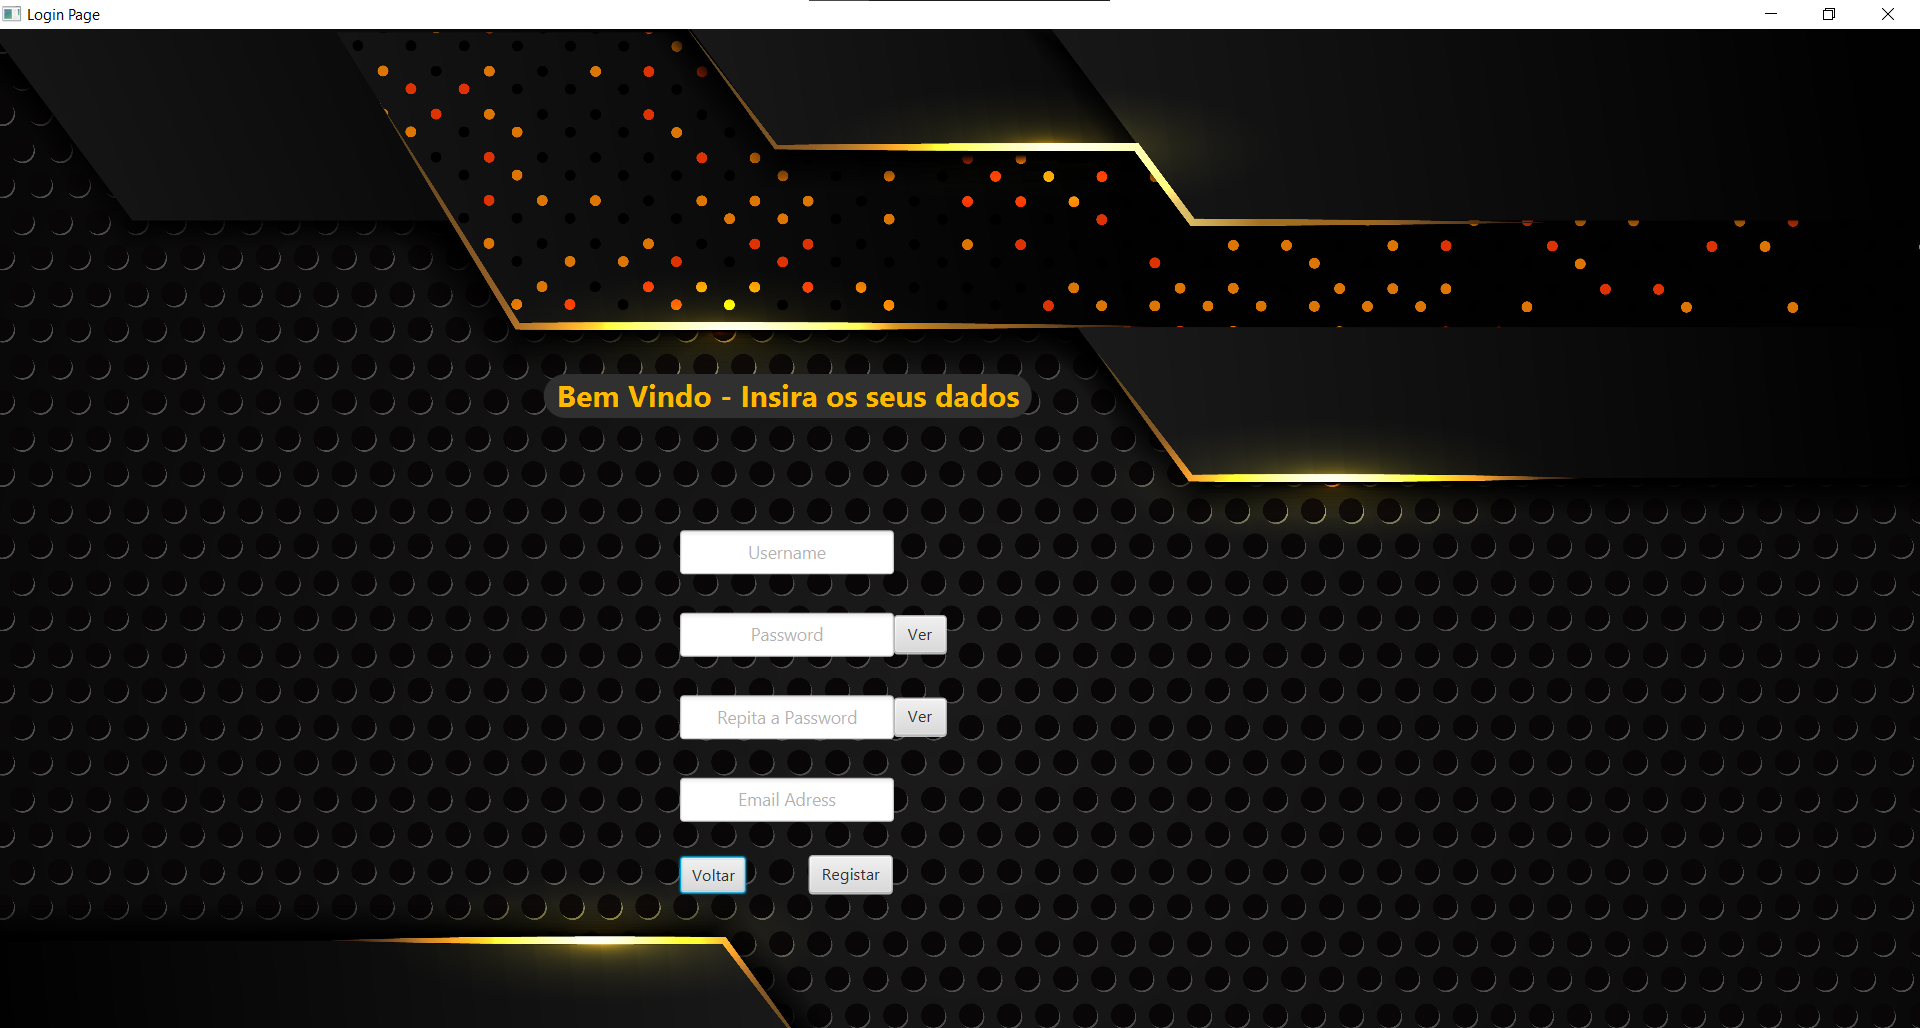 Login Page
Bem Vindo - Insira os seus dados
Username
Password
Ver
Repita a Password
Ver
Email Adress
Voltar
Registar